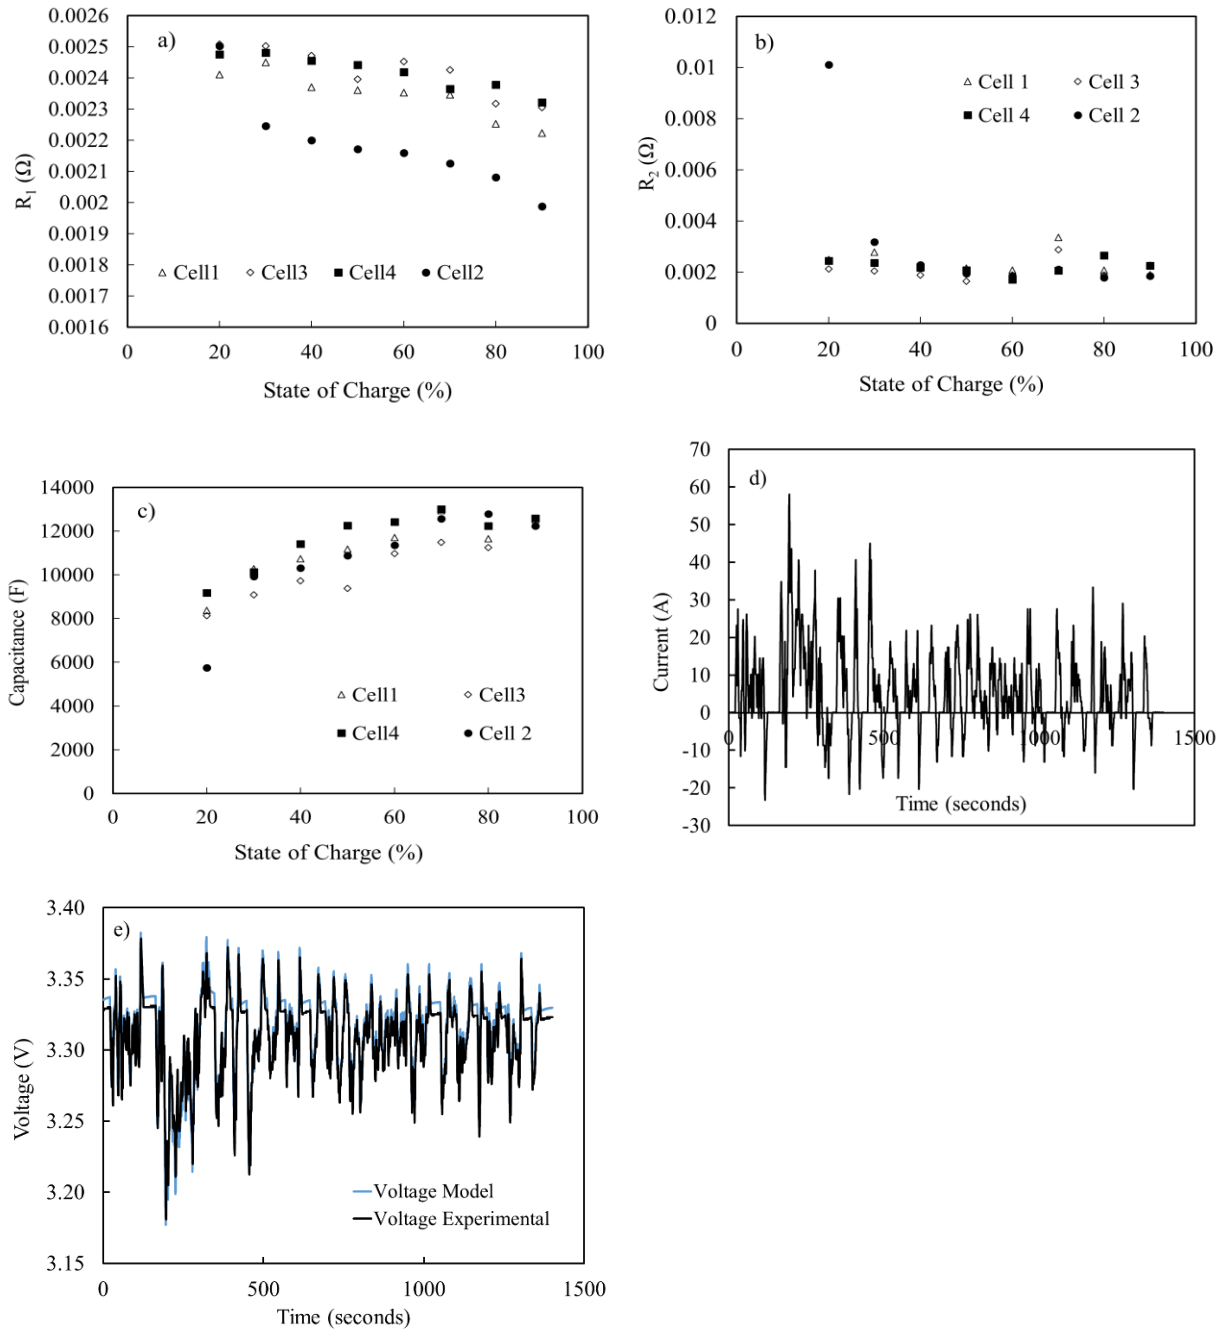 a)
0.0026
0.0025
0.0024
0.0023
0.0022
0.0021
0.002
0.0019
0.0018
0.0017
0.0016
R1 (Ω)
Cell1 Cell3 Cell4 Cell2
0 20 40 60 80 100
State of Charge (%)
b)
0.012
0.01
0.008
0.006
0.004
0.002
0
R2 (Ω)
Cell 1 Cell 3
Cell 4 Cell 2
0 20 40 60 80 100
State of Charge (%)
c)
14000
12000
10000
8000
6000
4000
2000
0
Capacitance (F)
Cell1 Cell3
Cell4 Cell 2
0 20 40 60 80 100
State of Charge (%)
d)
70
60
50
40
30
20
10
0
-10
-20
-30
Current (A)
0 500 1000 1500
Time (seconds)
e)
3.40
3.35
3.30
3.25
3.20
3.15
Voltage (V)
Voltage Model
Voltage Experimental
0 500 1000 1500
Time (seconds)